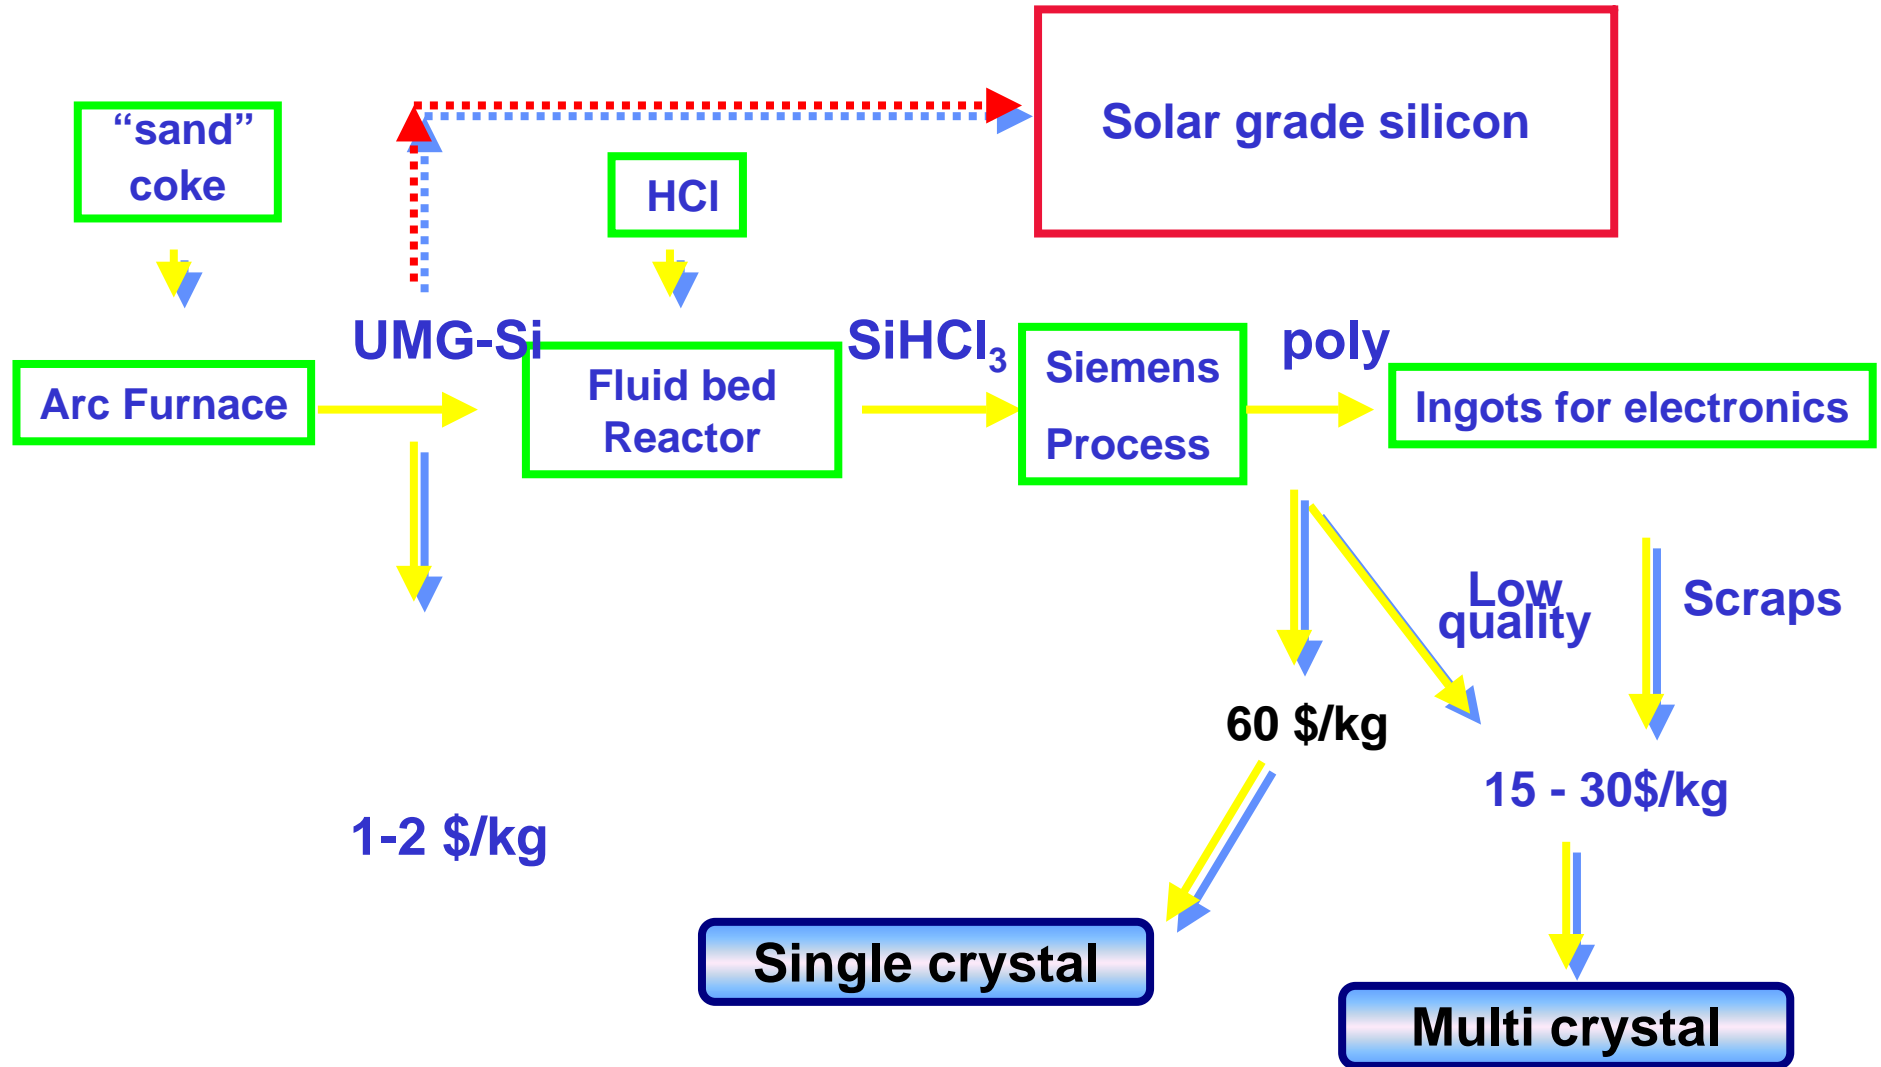 Solar grade silicon
“sand”
coke
HCl
UMG-Si
SiHCl₃
poly
Arc Furnace
Fluid bed
Reactor
Siemens
Process
Ingots for electronics
Low
quality
Scraps
60 $/kg
15 - 30$/kg
1-2 $/kg
Single crystal
Multi crystal